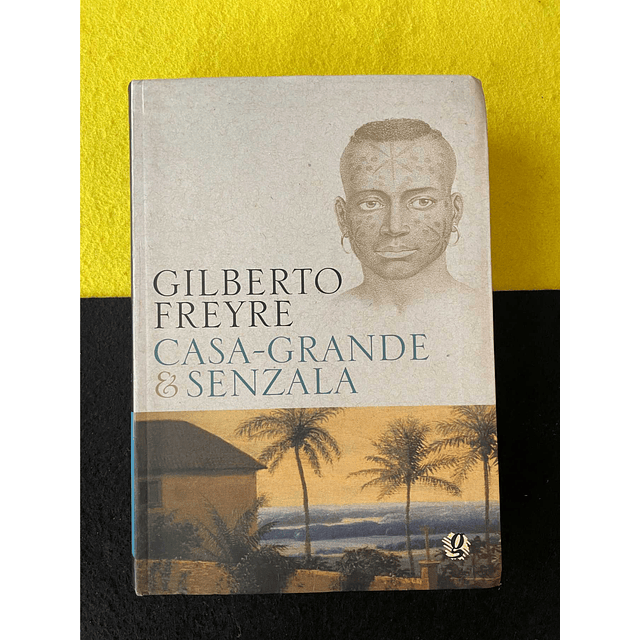 GILBERTO
FREYRE
CASA-GRANDE
& SENZALA
g